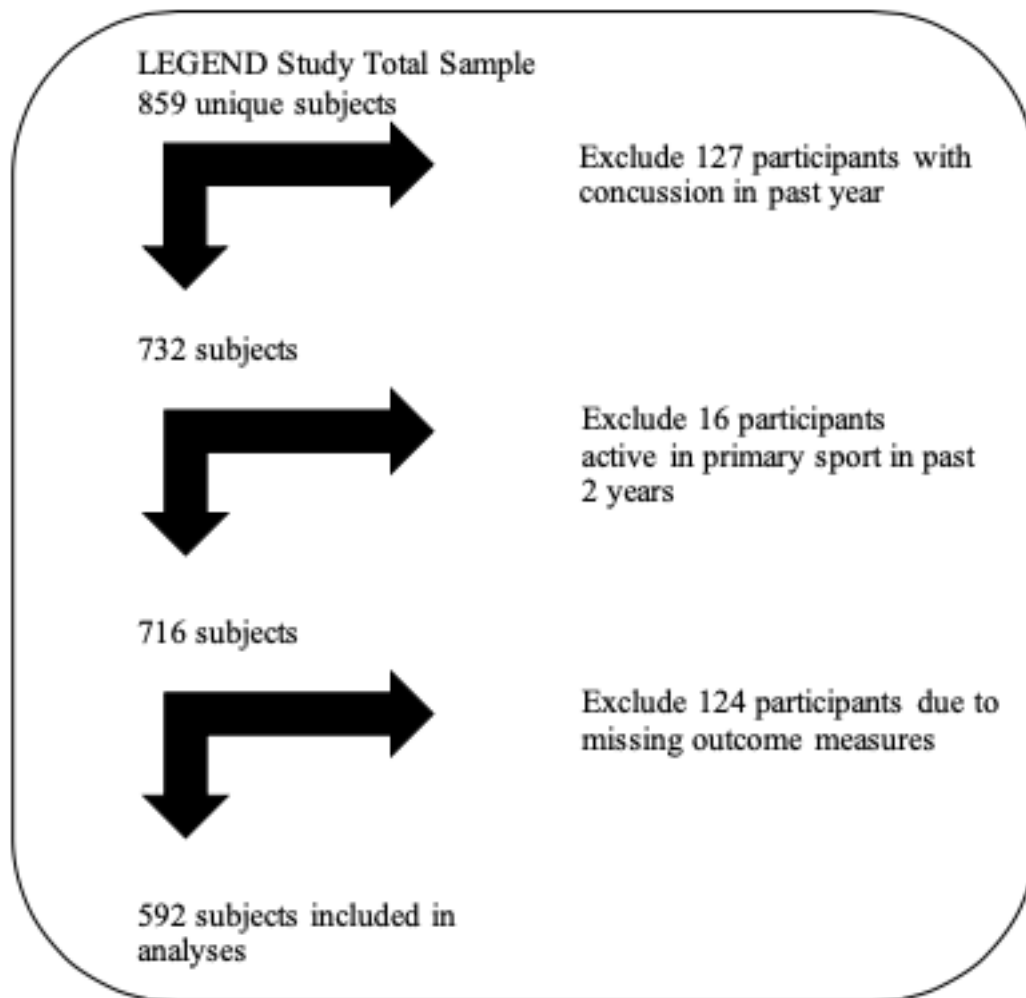 LEGEND Study Total Sample
859 unique subjects
Exclude 127 participants with
concussion in past year
732 subjects
Exclude 16 participants
active in primary sport in past
2 years
716 subjects
Exclude 124 participants due to
missing outcome measures
592 subjects included in
analyses